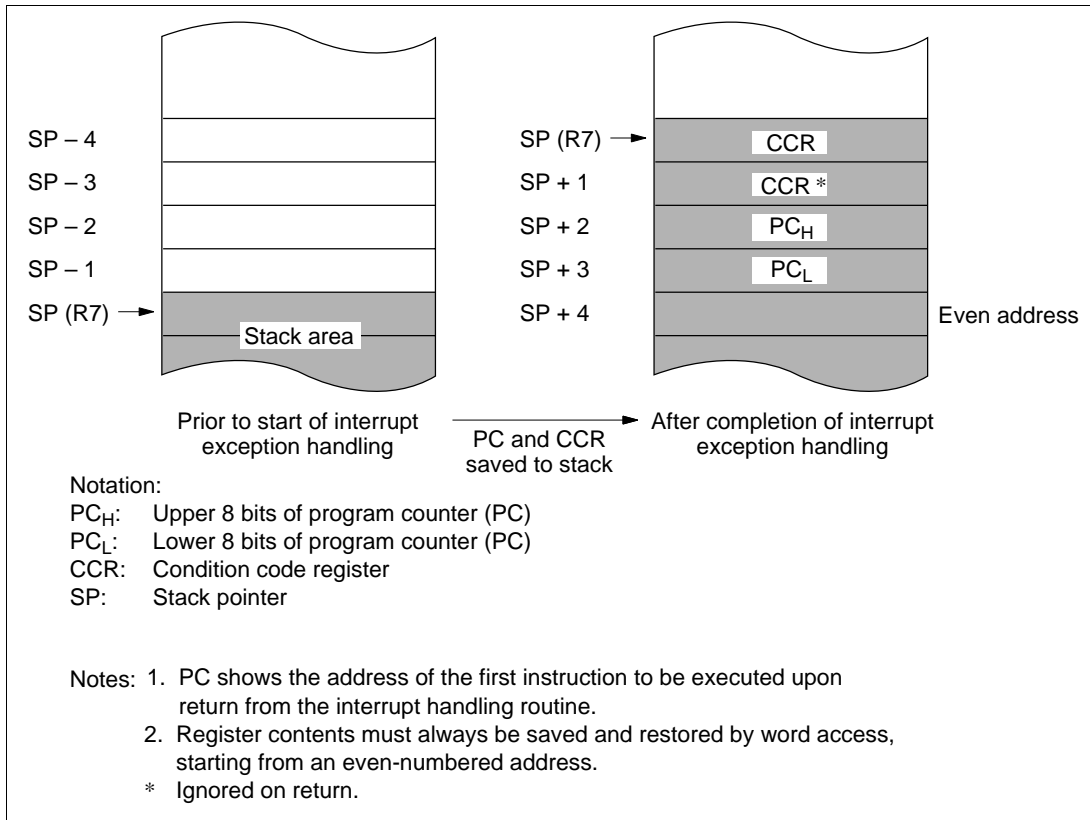 SP – 4
SP – 3
SP – 2
SP – 1
SP (R7)
Stack area
SP (R7)
SP + 1
SP + 2
SP + 3
SP + 4
CCR
CCR *
PCH
PCL
Even address
Prior to start of interrupt
exception handling
PC and CCR
saved to stack
After completion of interrupt
exception handling
Notation:
PCH: Upper 8 bits of program counter (PC)
PCL: Lower 8 bits of program counter (PC)
CCR: Condition code register
SP: Stack pointer
Notes: 1. PC shows the address of the first instruction to be executed upon
return from the interrupt handling routine.
2. Register contents must always be saved and restored by word access,
starting from an even-numbered address.
* Ignored on return.